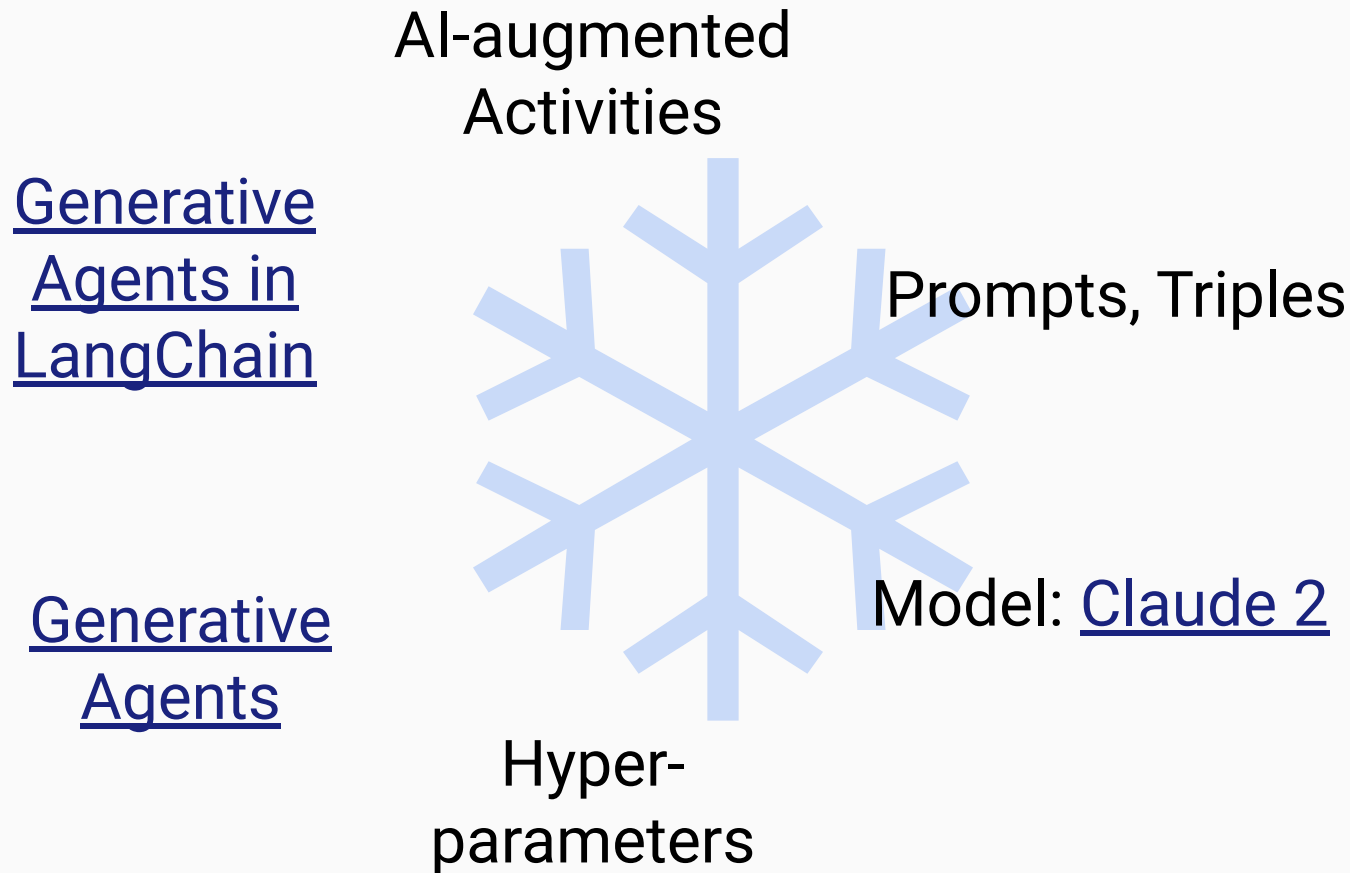 AI-augmented
Activities
Generative
Agents in
LangChain
Prompts, Triples
Generative
Agents
Model: Claude 2
Hyper-
parameters